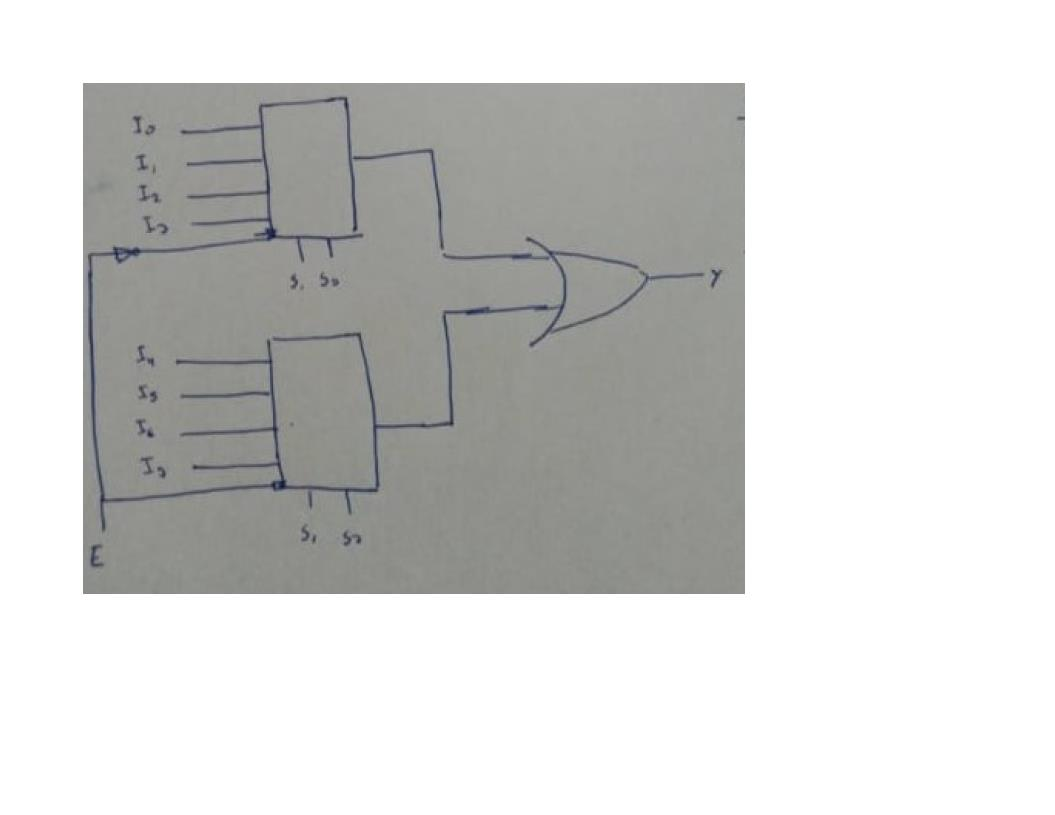 I₀
I₁
I₂
I₃
S₁ S₀
Y
I₄
I₅
I₆
I₇
S₁ S₀
E